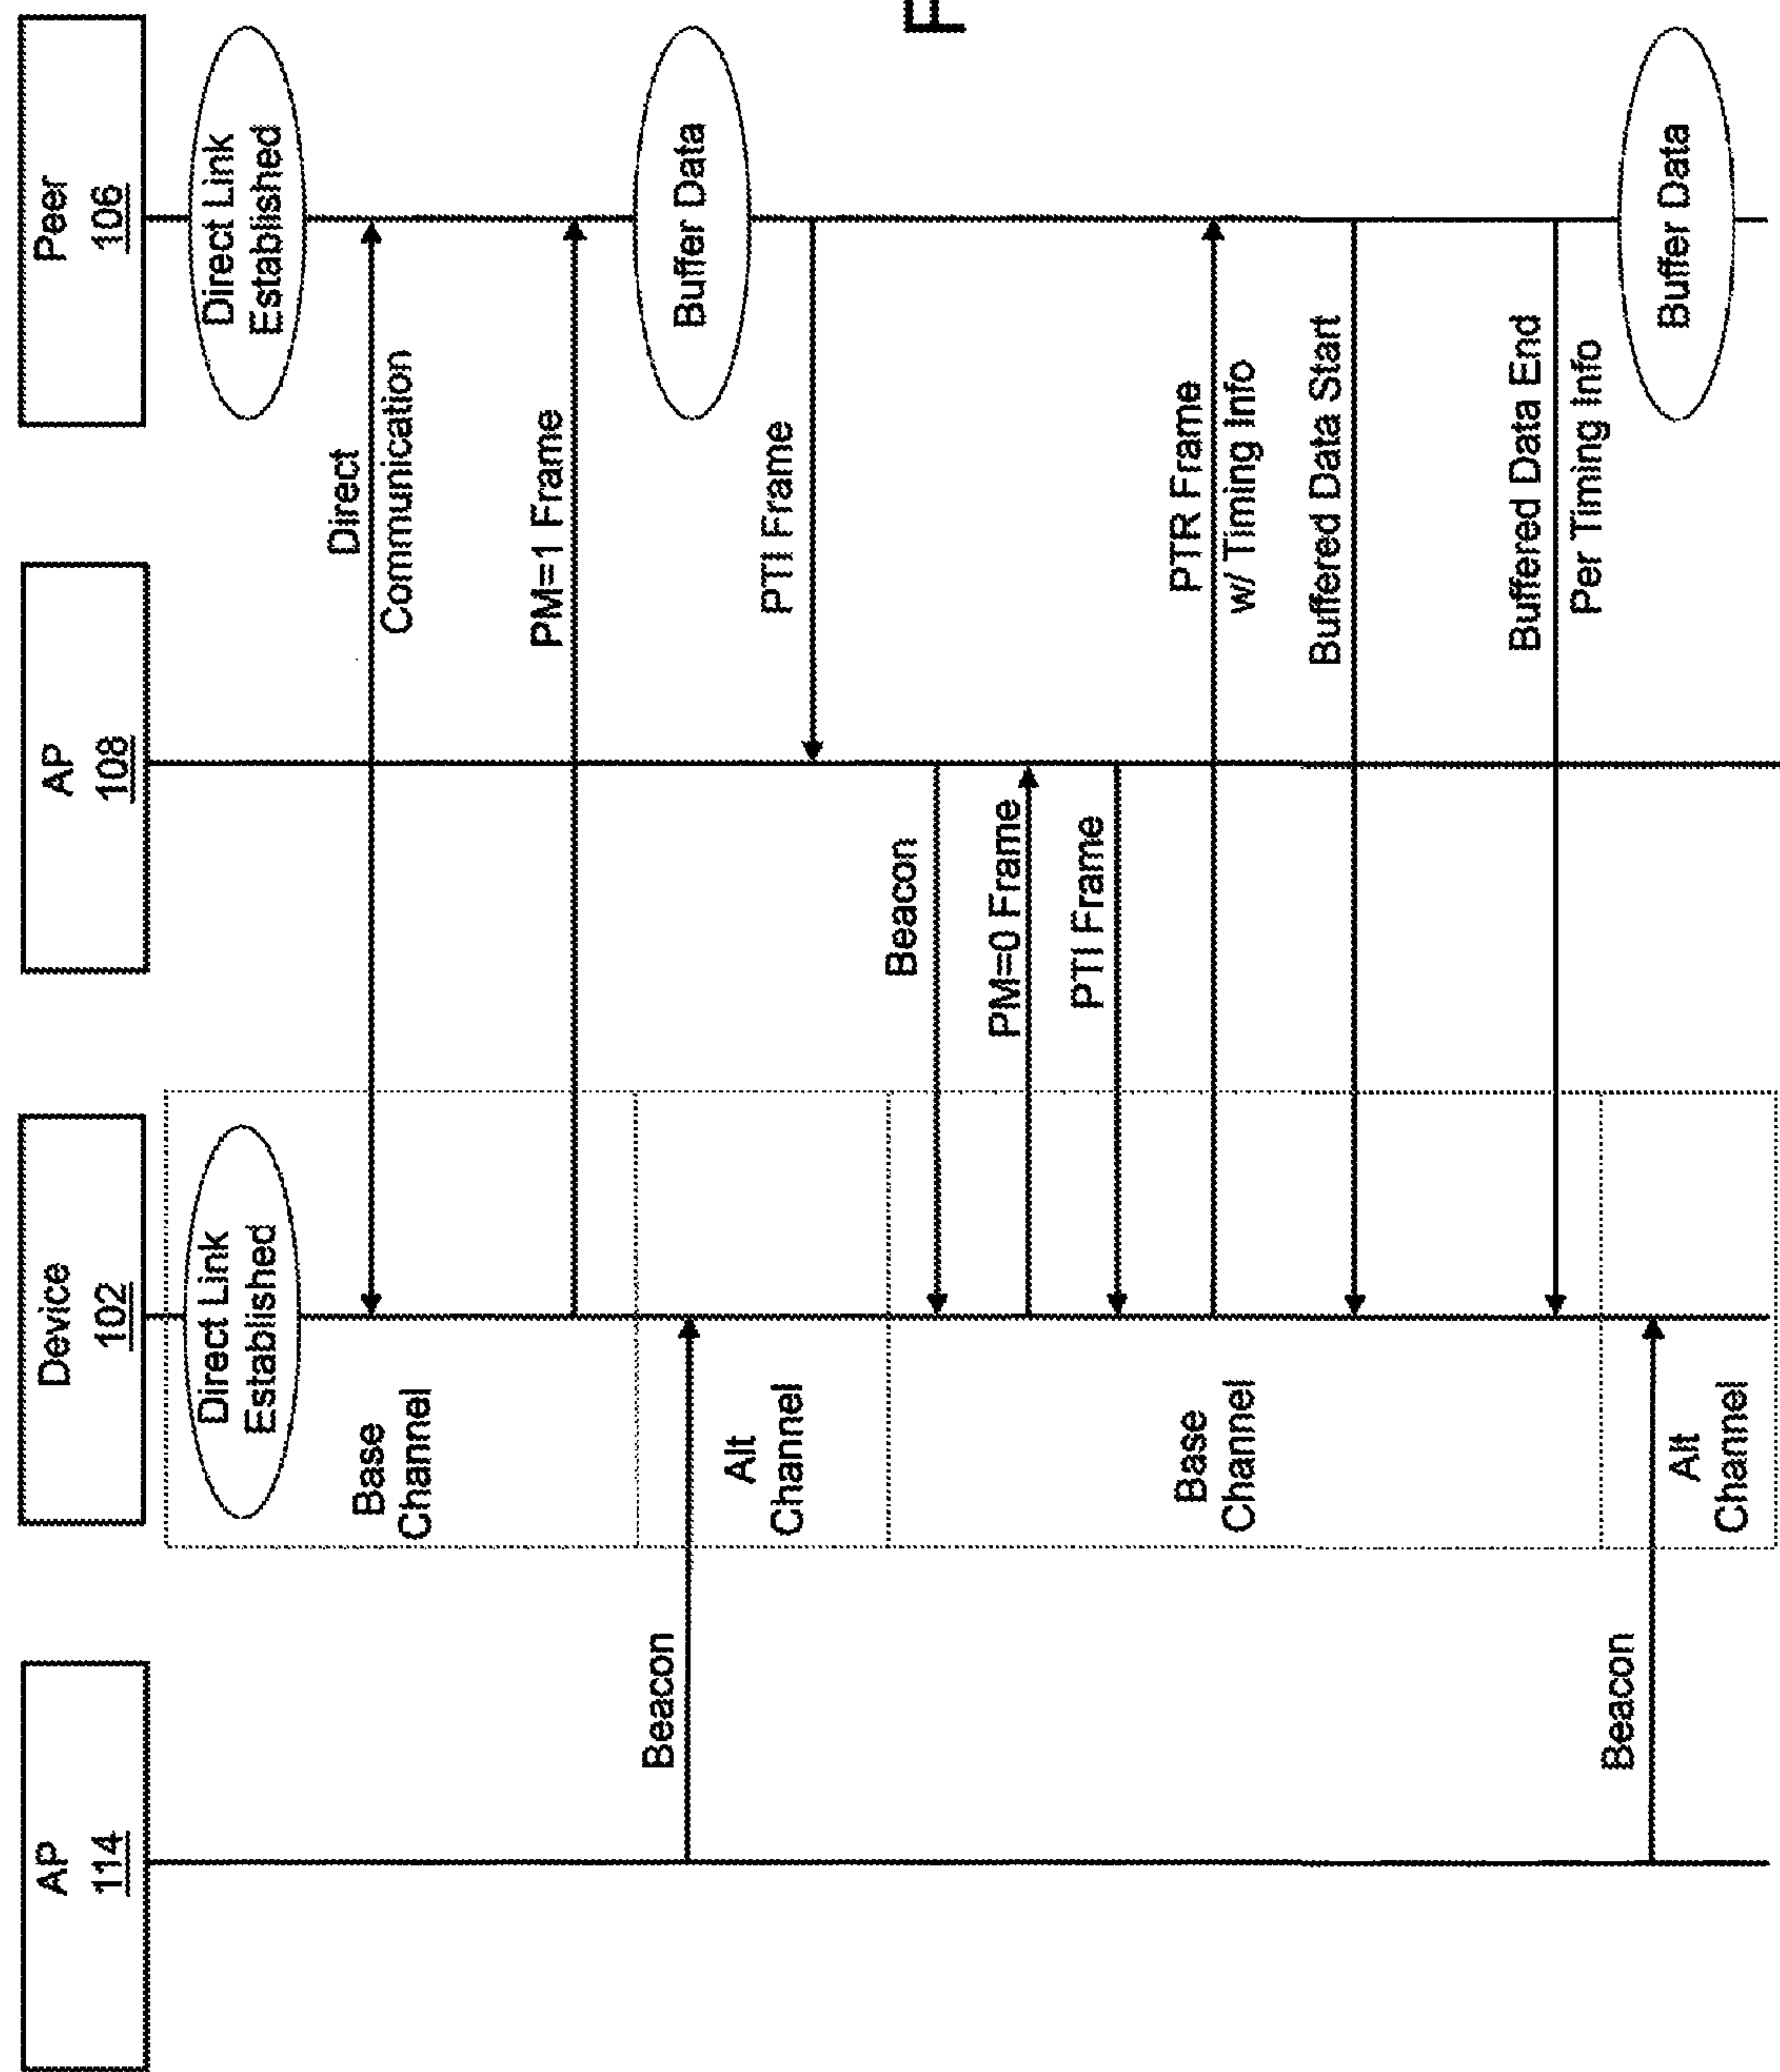 AP
114
Device
102
AP
108
Peer
106
Direct Link
Established
Direct Link
Established
Base
Channel
Direct
Communication
PM=1 Frame
Beacon
Alt
Channel
Buffer Data
PTI Frame
Beacon
PM=0 Frame
PTI Frame
Base
Channel
PTR Frame
w/ Timing Info
Buffered Data Start
Buffered Data End
Per Timing Info
Beacon
Alt
Channel
Buffer Data
F